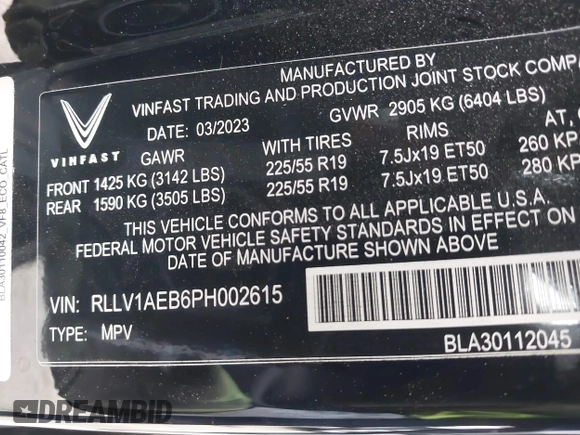 MANUFACTURED BY
VINFAST TRADING AND PRODUCTION JOINT STOCK COMPA
DATE: 03/2023 GVWR 2905 KG (6404 LBS)
VINFAST
GAWR WITH TIRES RIMS AT,
FRONT 1425 KG (3142 LBS) 225/55 R19 7.5Jx19 ET50 260 KP
REAR 1590 KG (3505 LBS) 225/55 R19 7.5Jx19 ET50 280 KP
THIS VEHICLE CONFORMS TO ALL APPLICABLE U.S.A.
FEDERAL MOTOR VEHICLE SAFETY STANDARDS IN EFFECT ON
DATE OF MANUFACTURE SHOWN ABOVE.
VIN: RLLV1AEB6PH002615
TYPE: MPV
BLA30112045
BLA30110042_VF8_ECO_CATL
DREAMBID